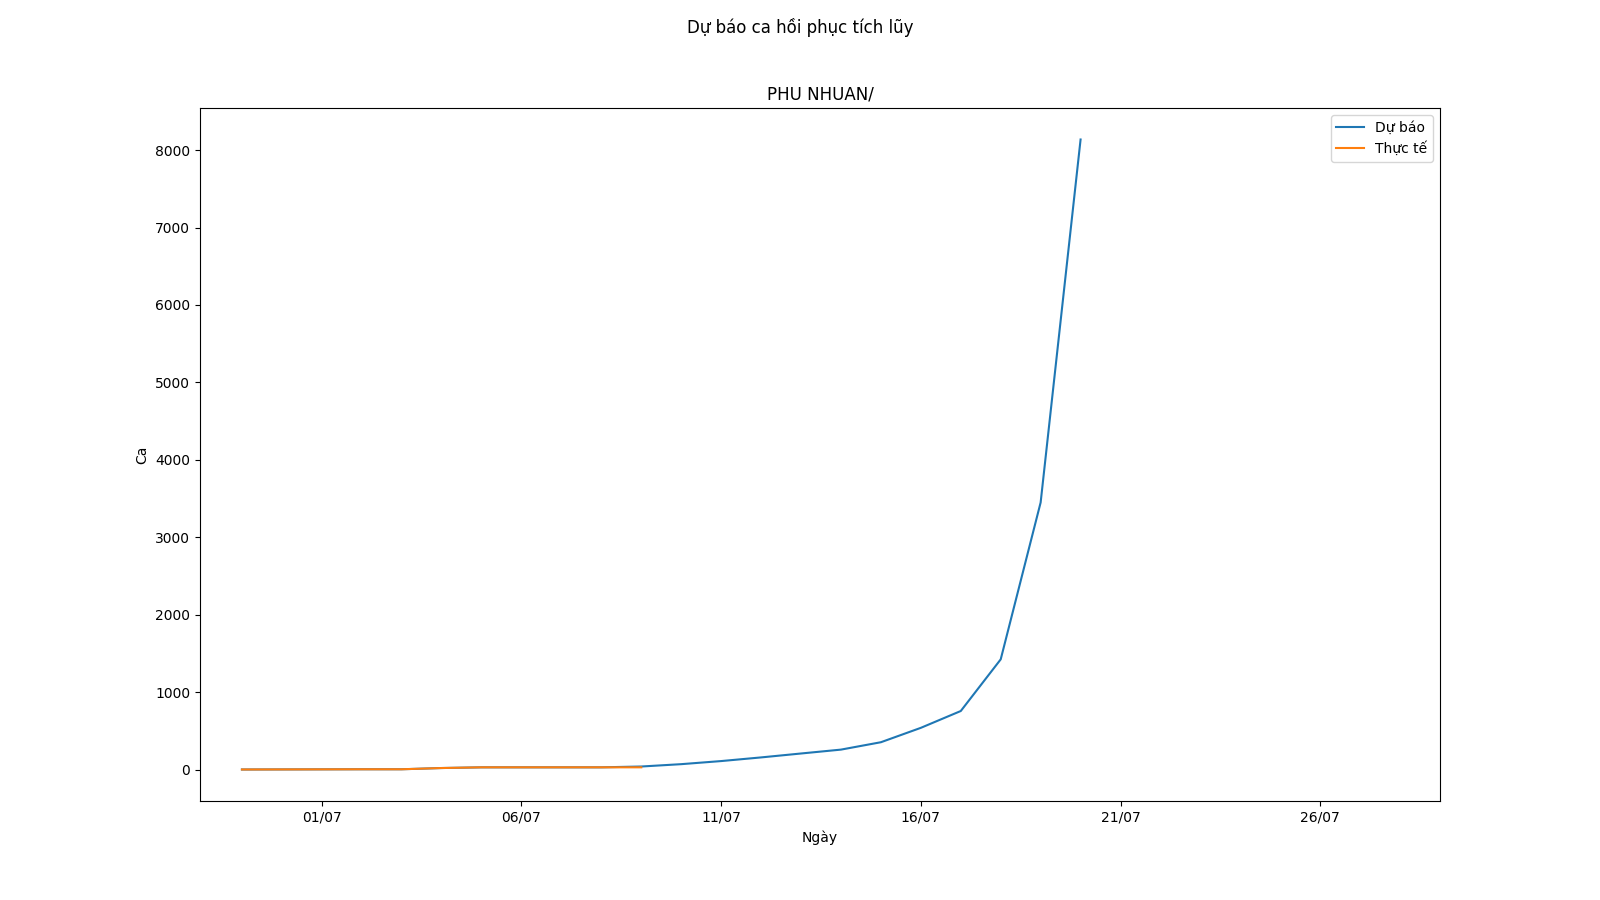 Dự báo ca hồi phục tích lũy
PHU NHUAN/
Dự báo
Thực tế
8000
7000
6000
5000
4000
3000
2000
1000
0
Ca
01/07
06/07
11/07
16/07
21/07
26/07
Ngày